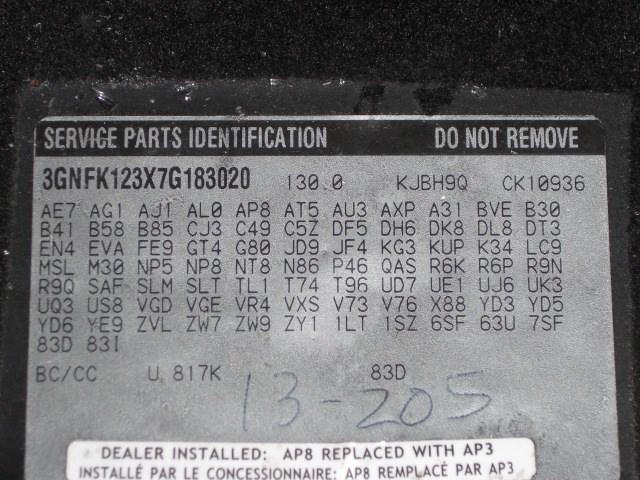 SERVICE PARTS IDENTIFICATION DO NOT REMOVE
3GNFK123X7G183020 130.0 KJBH9Q CK10936
AE7 AG1 AJ1 AL0 AP8 AT5 AU3 AXP A31 BVE B30
B41 B58 B85 CJ3 C49 C5Z DF5 DH6 DK8 DL8 DT3
EN4 EVA FE9 GT4 G80 JD9 JF4 KG3 KUP K34 LC9
MSL M30 NP5 NP8 NT8 N86 P46 QAS R6K R6P R9N
R9Q SAF SLM SLT TL1 T74 T96 UD7 UE1 UJ6 UK3
UQ3 US8 VGD VGE VR4 VXS V73 V76 X88 YD3 YD5
YD6 YE9 ZVL ZW7 ZW9 ZY1 1LT 1SZ 6SF 63U 7SF
83D 83I
BC/CC U 817K 83D
13-205
DEALER INSTALLED: AP8 REPLACED WITH AP3
INSTALLÉ PAR LE CONCESSIONNAIRE: AP8 REMPLACÉ PAR AP3